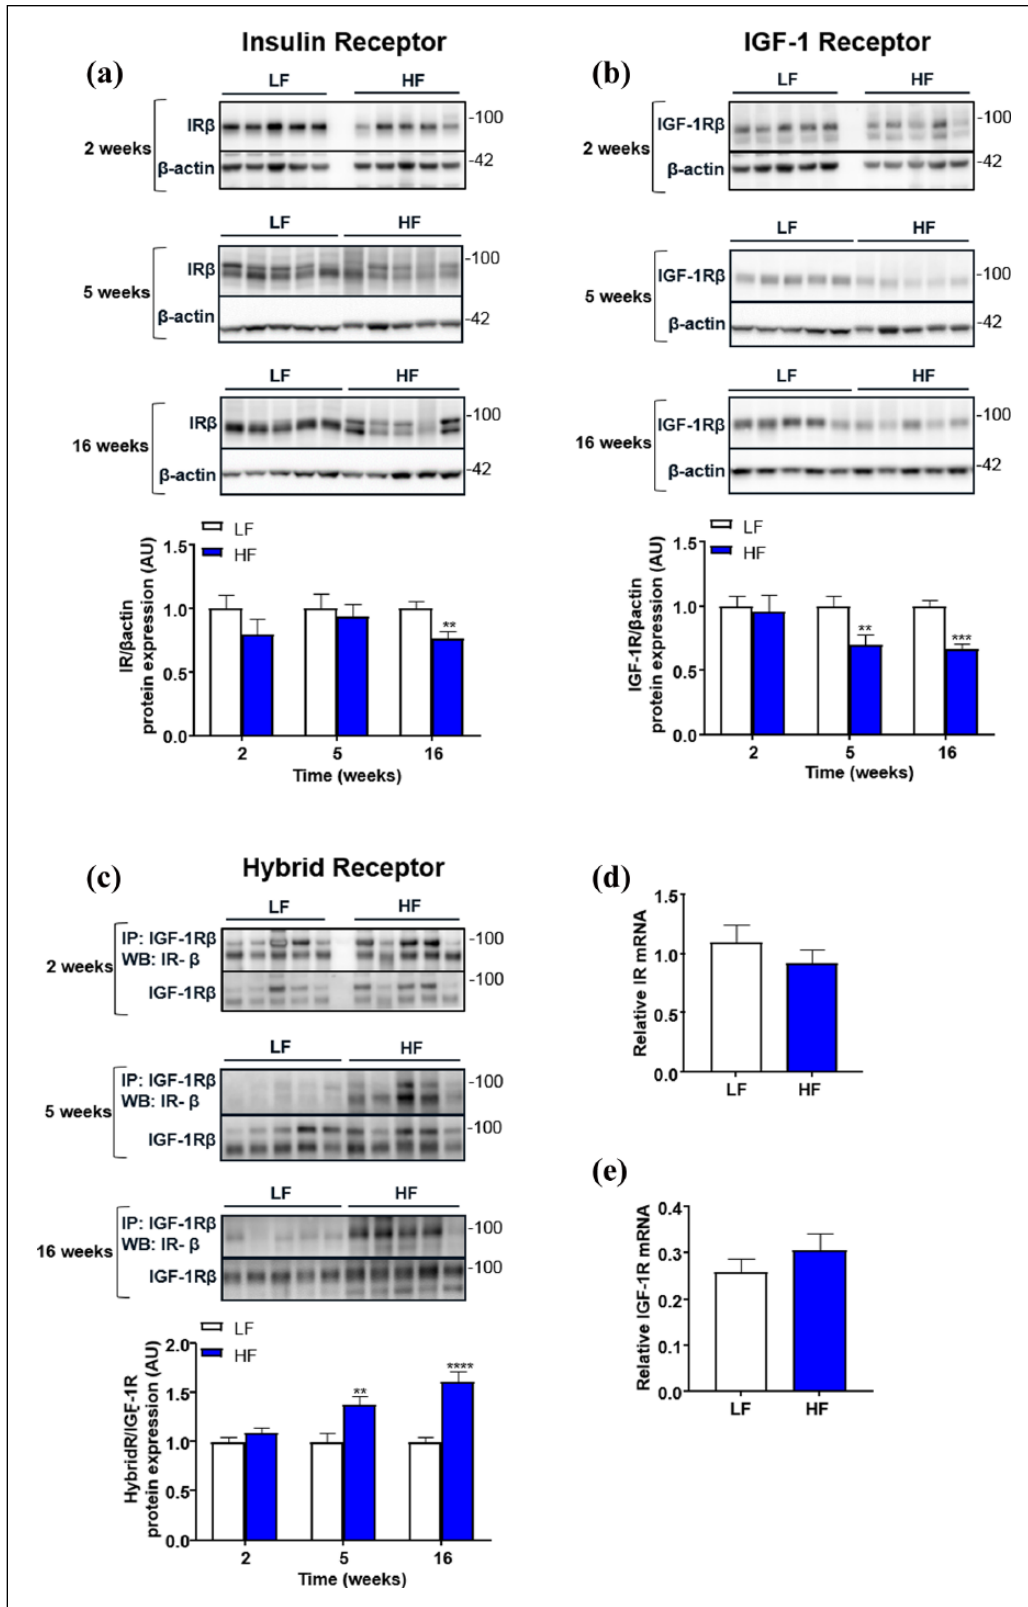 Insulin Receptor
(a)
LF HF
2 weeks
IRβ -100
β-actin -42
LF HF
5 weeks
IRβ -100
β-actin -42
LF HF
16 weeks
IRβ -100
β-actin -42
LF
HF
IR/βactin
protein expression (AU)
1.5
1.0
0.5
0.0
**
2 5 16
Time (weeks)
IGF-1 Receptor
(b)
LF HF
2 weeks
IGF-1Rβ -100
β-actin -42
LF HF
5 weeks
IGF-1Rβ -100
β-actin -42
LF HF
16 weeks
IGF-1Rβ -100
β-actin -42
LF
HF
IGF-1R/βactin
protein expression (AU)
1.5
1.0
0.5
0.0
** ***
2 5 16
Time (weeks)
Hybrid Receptor
(c)
LF HF
2 weeks
IP: IGF-1Rβ -100
WB: IR- β
IGF-1Rβ -100
LF HF
5 weeks
IP: IGF-1Rβ -100
WB: IR- β
IGF-1Rβ -100
LF HF
16 weeks
IP: IGF-1Rβ -100
WB: IR- β
IGF-1Rβ -100
LF
HF
HybridR/IGF-1R
protein expression (AU)
2.0
1.5
1.0
0.5
0.0
** ****
2 5 16
Time (weeks)
(d)
Relative IR mRNA
1.5
1.0
0.5
0.0
LF HF
(e)
Relative IGF-1R mRNA
0.4
0.3
0.2
0.1
0.0
LF HF